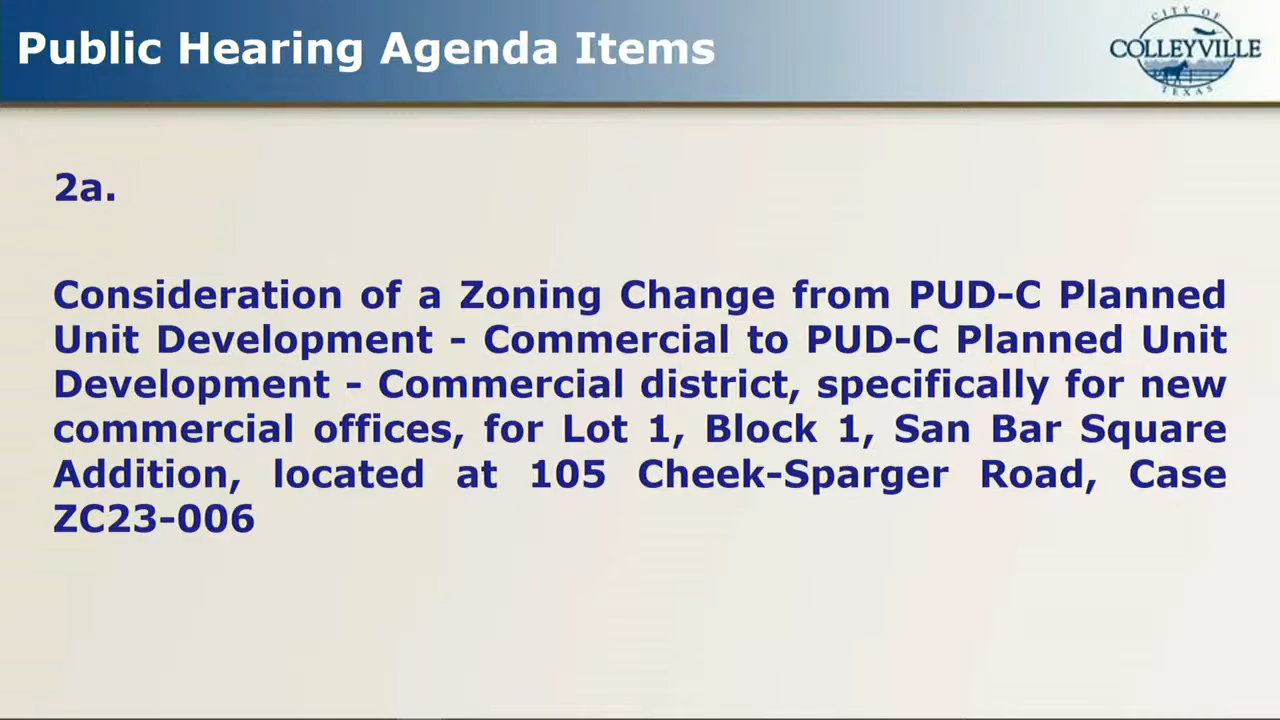 Public Hearing Agenda Items
CITY OF
COLLEYVILLE
TEXAS
2a.
Consideration of a Zoning Change from PUD-C Planned
Unit Development - Commercial to PUD-C Planned Unit
Development - Commercial district, specifically for new
commercial offices, for Lot 1, Block 1, San Bar Square
Addition, located at 105 Cheek-Sparger Road, Case
ZC23-006